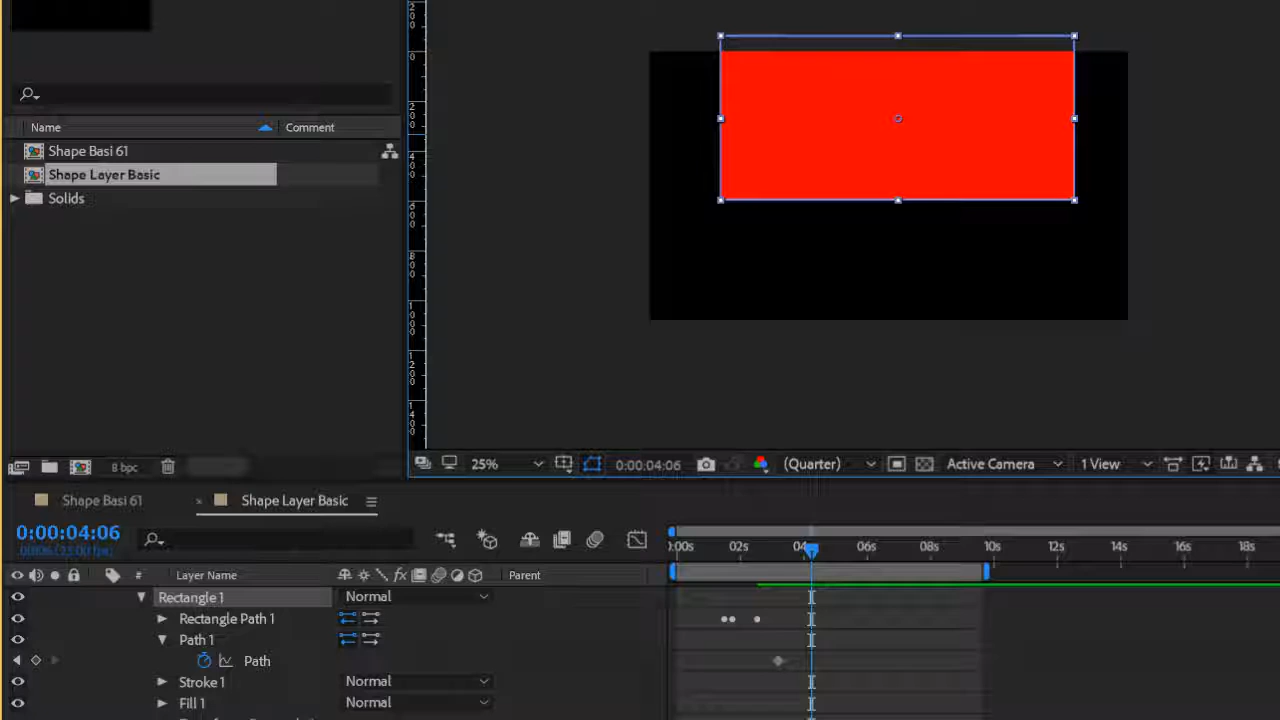 Name Comment
Shape Basi 61
Shape Layer Basic
Solids
8 bpc
25% 0:00:04:06 (Quarter) Active Camera 1 View
Shape Basi 61 × Shape Layer Basic
0:00:04:06
0:00s 02s 04 06s 08s 10s 12s 14s 16s 18s
# Layer Name Parent
Rectangle 1 Normal
Rectangle Path 1
Path 1
Path
Stroke 1 Normal
Fill 1 Normal